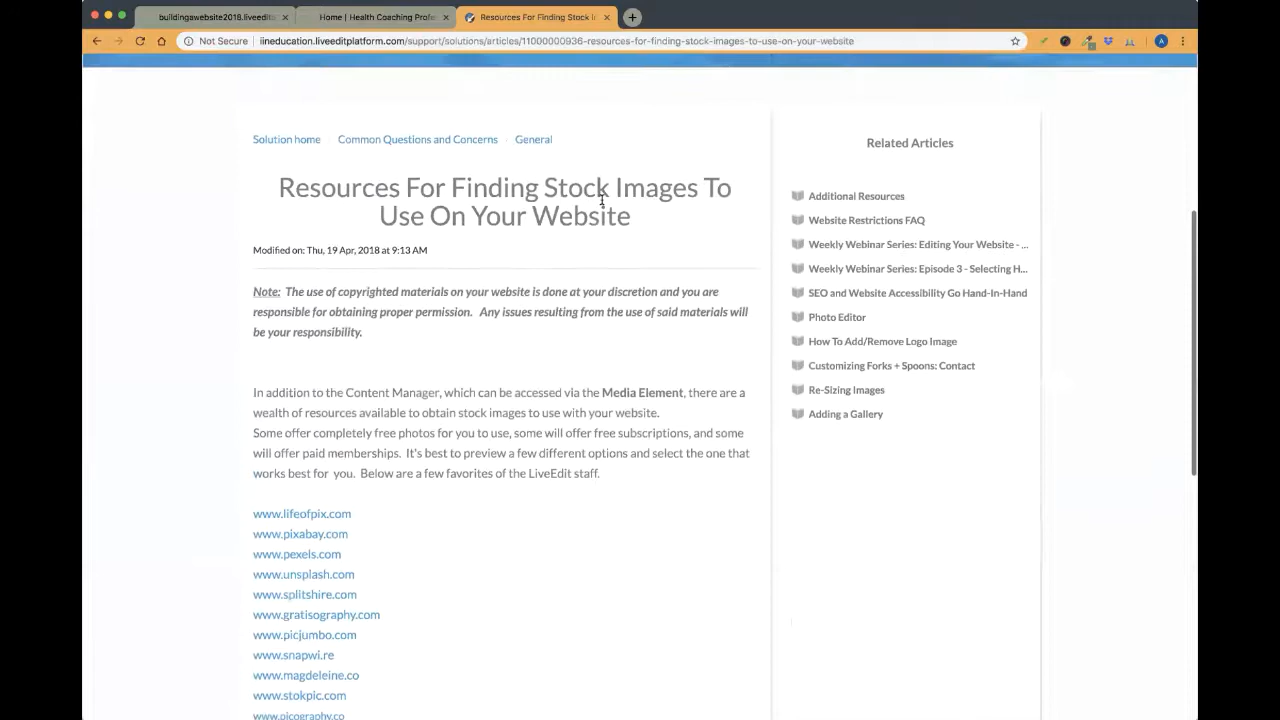 buildingawebsite2018.liveedit
Home | Health Coaching Profe
Resources For Finding Stock I
Not Secure
iineducation.liveeditplatform.com/support/solutions/articles/11000000936-resources-for-finding-stock-images-to-use-on-your-website
A
Solution home
Common Questions and Concerns
General
Resources For Finding Stock Images To
Use On Your Website
Modified on: Thu, 19 Apr, 2018 at 9:13 AM
Note: The use of copyrighted materials on your website is done at your discretion and you are
responsible for obtaining proper permission. Any issues resulting from the use of said materials will
be your responsibility.
In addition to the Content Manager, which can be accessed via the Media Element, there are a
wealth of resources available to obtain stock images to use with your website.
Some offer completely free photos for you to use, some will offer free subscriptions, and some
will offer paid memberships. It's best to preview a few different options and select the one that
works best for you. Below are a few favorites of the LiveEdit staff.
www.lifeofpix.com
www.pixabay.com
www.pexels.com
www.unsplash.com
www.splitshire.com
www.gratisography.com
www.picjumbo.com
www.snapwi.re
www.magdeleine.co
www.stokpic.com
www.picography.co
Related Articles
Additional Resources
Website Restrictions FAQ
Weekly Webinar Series: Editing Your Website - ...
Weekly Webinar Series: Episode 3 - Selecting H...
SEO and Website Accessibility Go Hand-In-Hand
Photo Editor
How To Add/Remove Logo Image
Customizing Forks + Spoons: Contact
Re-Sizing Images
Adding a Gallery